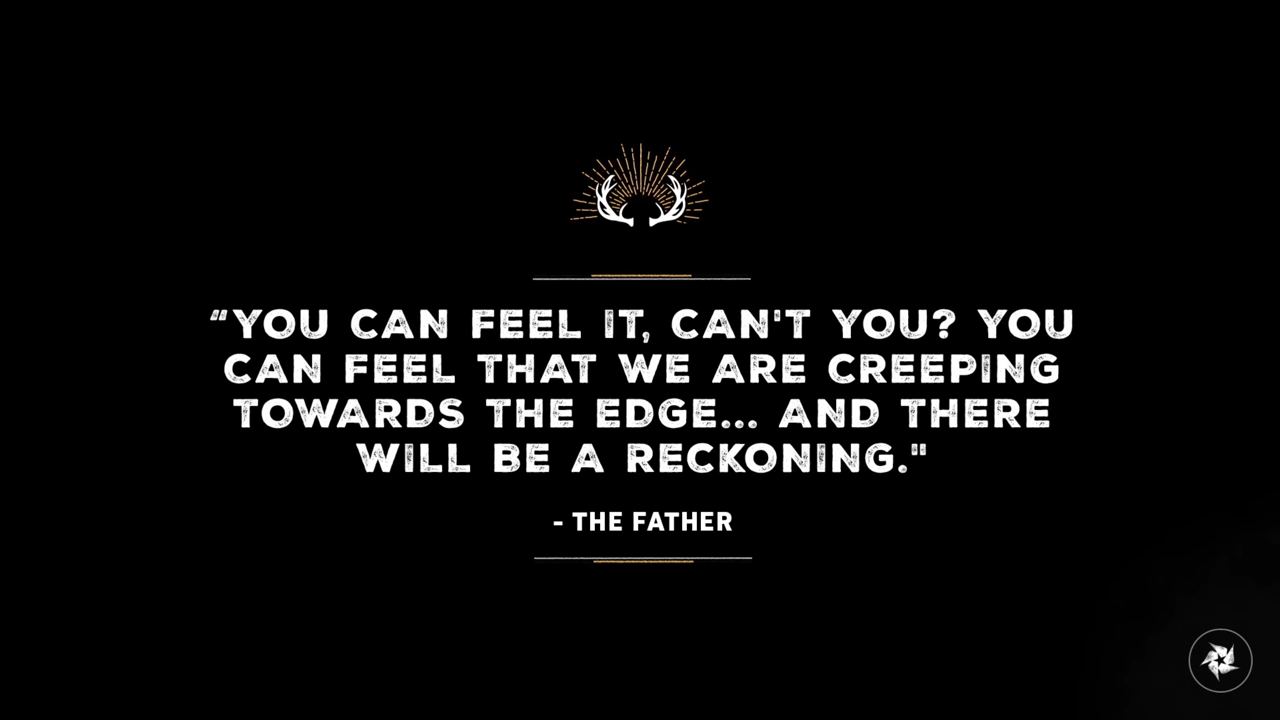 “YOU CAN FEEL IT, CAN'T YOU? YOU
CAN FEEL THAT WE ARE CREEPING
TOWARDS THE EDGE... AND THERE
WILL BE A RECKONING."
- THE FATHER